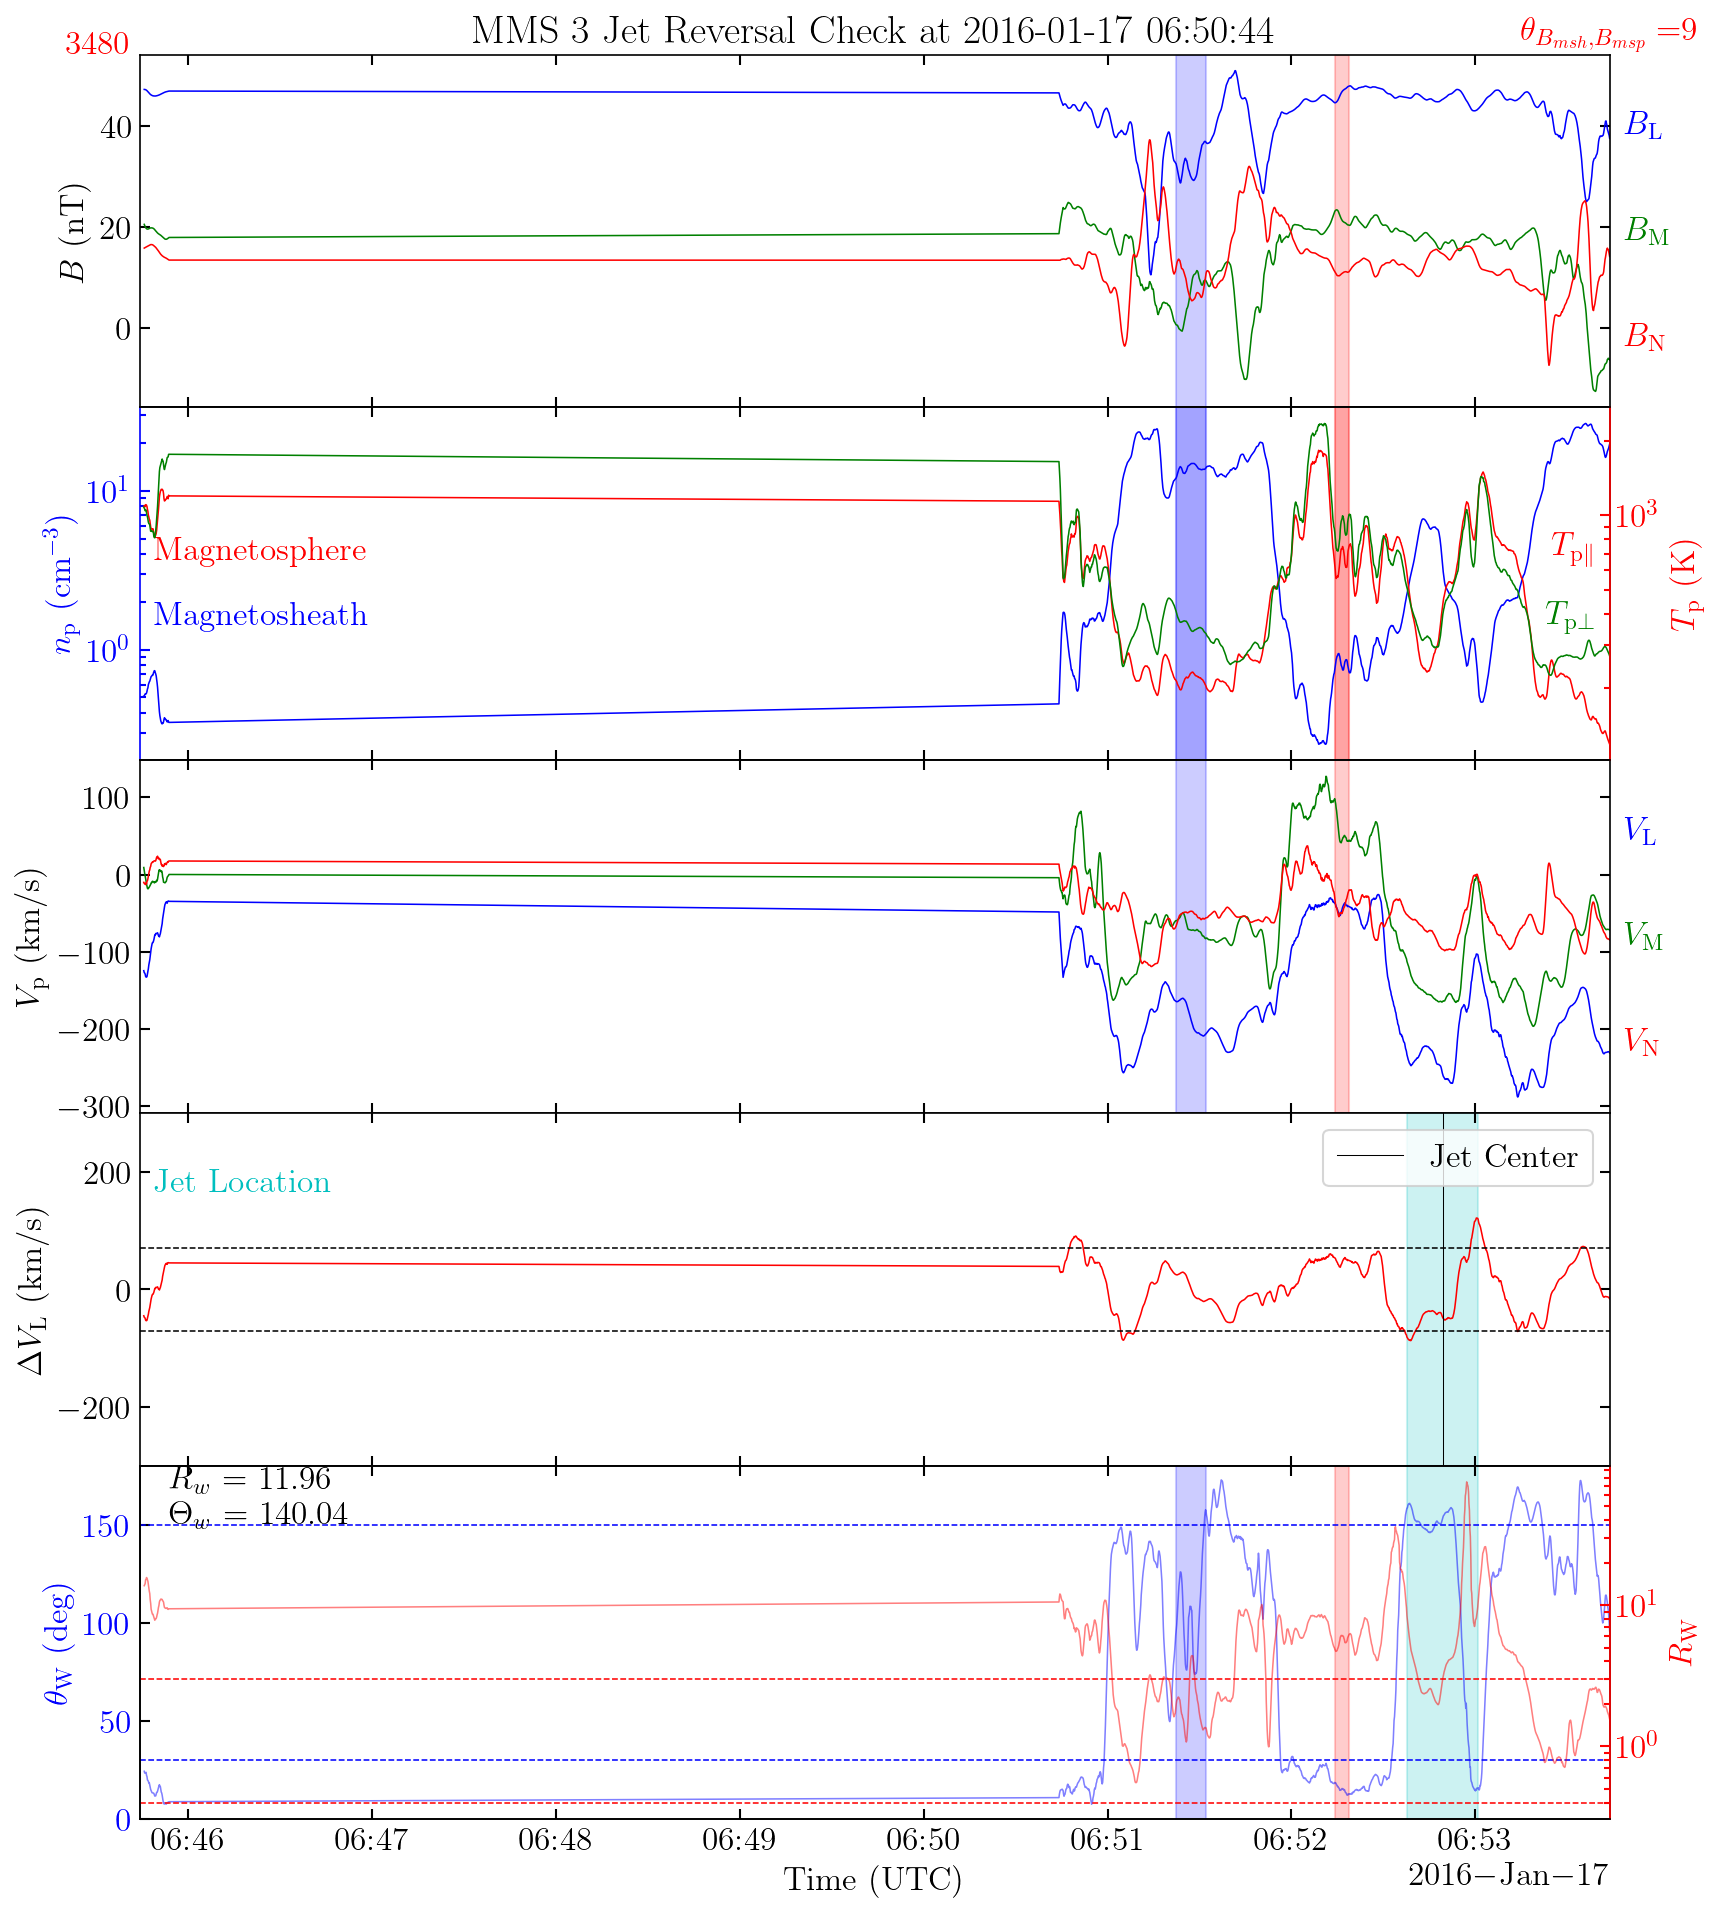 MMS 3 Jet Reversal Check at 2016-01-17 06:50:44
3480
θ_{B_{msh},B_{msp}} =9
B (nT)
40
20
0
B_L
B_M
B_N
n_p (cm^{−3})
10^1
10^0
Magnetosphere
Magnetosheath
T_{p∥}
T_{p⊥}
10^3
T_p (K)
V_p (km/s)
100
0
−100
−200
−300
V_L
V_M
V_N
ΔV_L (km/s)
200
0
−200
Jet Location
Jet Center
R_w = 11.96
Θ_w = 140.04
θ_W (deg)
150
100
50
0
10^1
10^0
R_W
06:46 06:47 06:48 06:49 06:50 06:51 06:52 06:53
Time (UTC)
2016−Jan−17